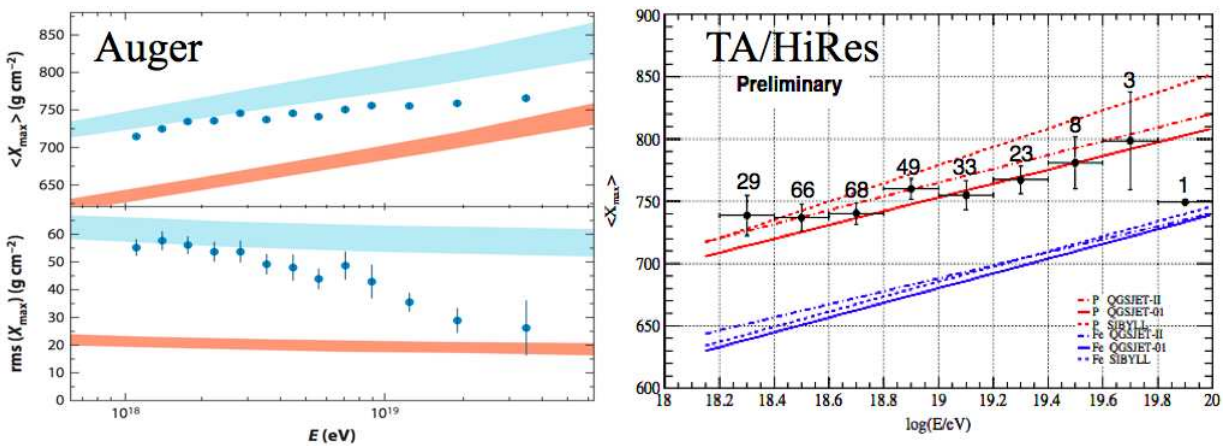 Auger
<X_max> (g cm⁻²)
850
800
750
700
650
rms (X_max) (g cm⁻²)
60
50
40
30
20
10
0
10¹⁸
10¹⁹
E (eV)
TA/HiRes
Preliminary
<X_max>
850
800
750
700
650
600
29
66
68
49
33
23
8
3
1
P QGSJET-II
P QGSJET-01
P SIBYLL
Fe QGSJET-II
Fe QGSJET-01
Fe SIBYLL
18
18.2
18.4
18.6
18.8
19
19.2
19.4
19.6
19.8
20
log(E/eV)